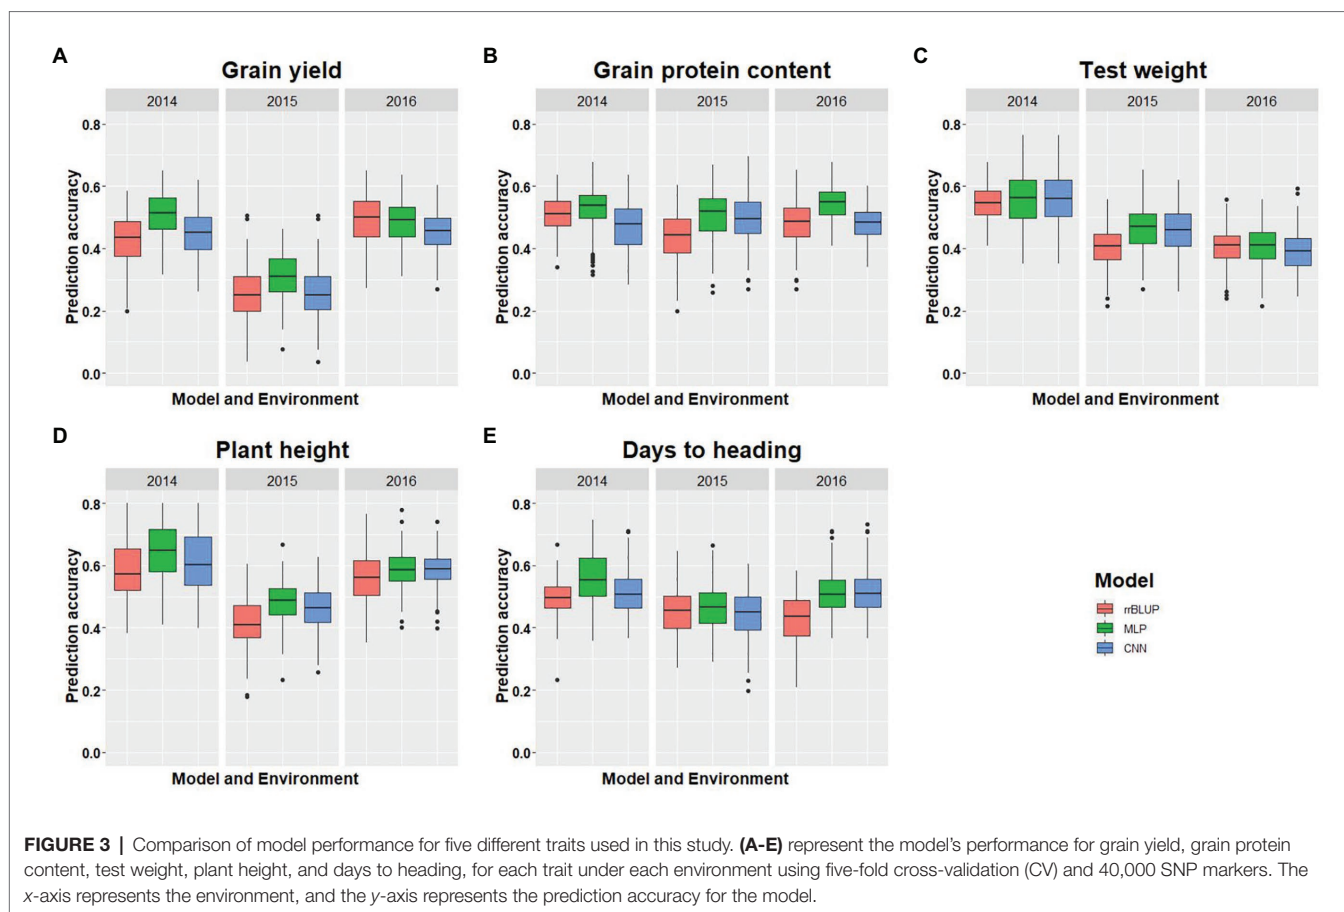 A
Grain yield
2014 2015 2016
0.8
0.6
0.4
0.2
0.0
Prediction accuracy
Model and Environment
B
Grain protein content
2014 2015 2016
0.8
0.6
0.4
0.2
0.0
Prediction accuracy
Model and Environment
C
Test weight
2014 2015 2016
0.8
0.6
0.4
0.2
0.0
Prediction accuracy
Model and Environment
D
Plant height
2014 2015 2016
0.8
0.6
0.4
0.2
0.0
Prediction accuracy
Model and Environment
E
Days to heading
2014 2015 2016
0.8
0.6
0.4
0.2
0.0
Prediction accuracy
Model and Environment
Model
rrBLUP
MLP
CNN
FIGURE 3 | Comparison of model performance for five different traits used in this study. (A-E) represent the model’s performance for grain yield, grain protein
content, test weight, plant height, and days to heading, for each trait under each environment using five-fold cross-validation (CV) and 40,000 SNP markers. The
x-axis represents the environment, and the y-axis represents the prediction accuracy for the model.